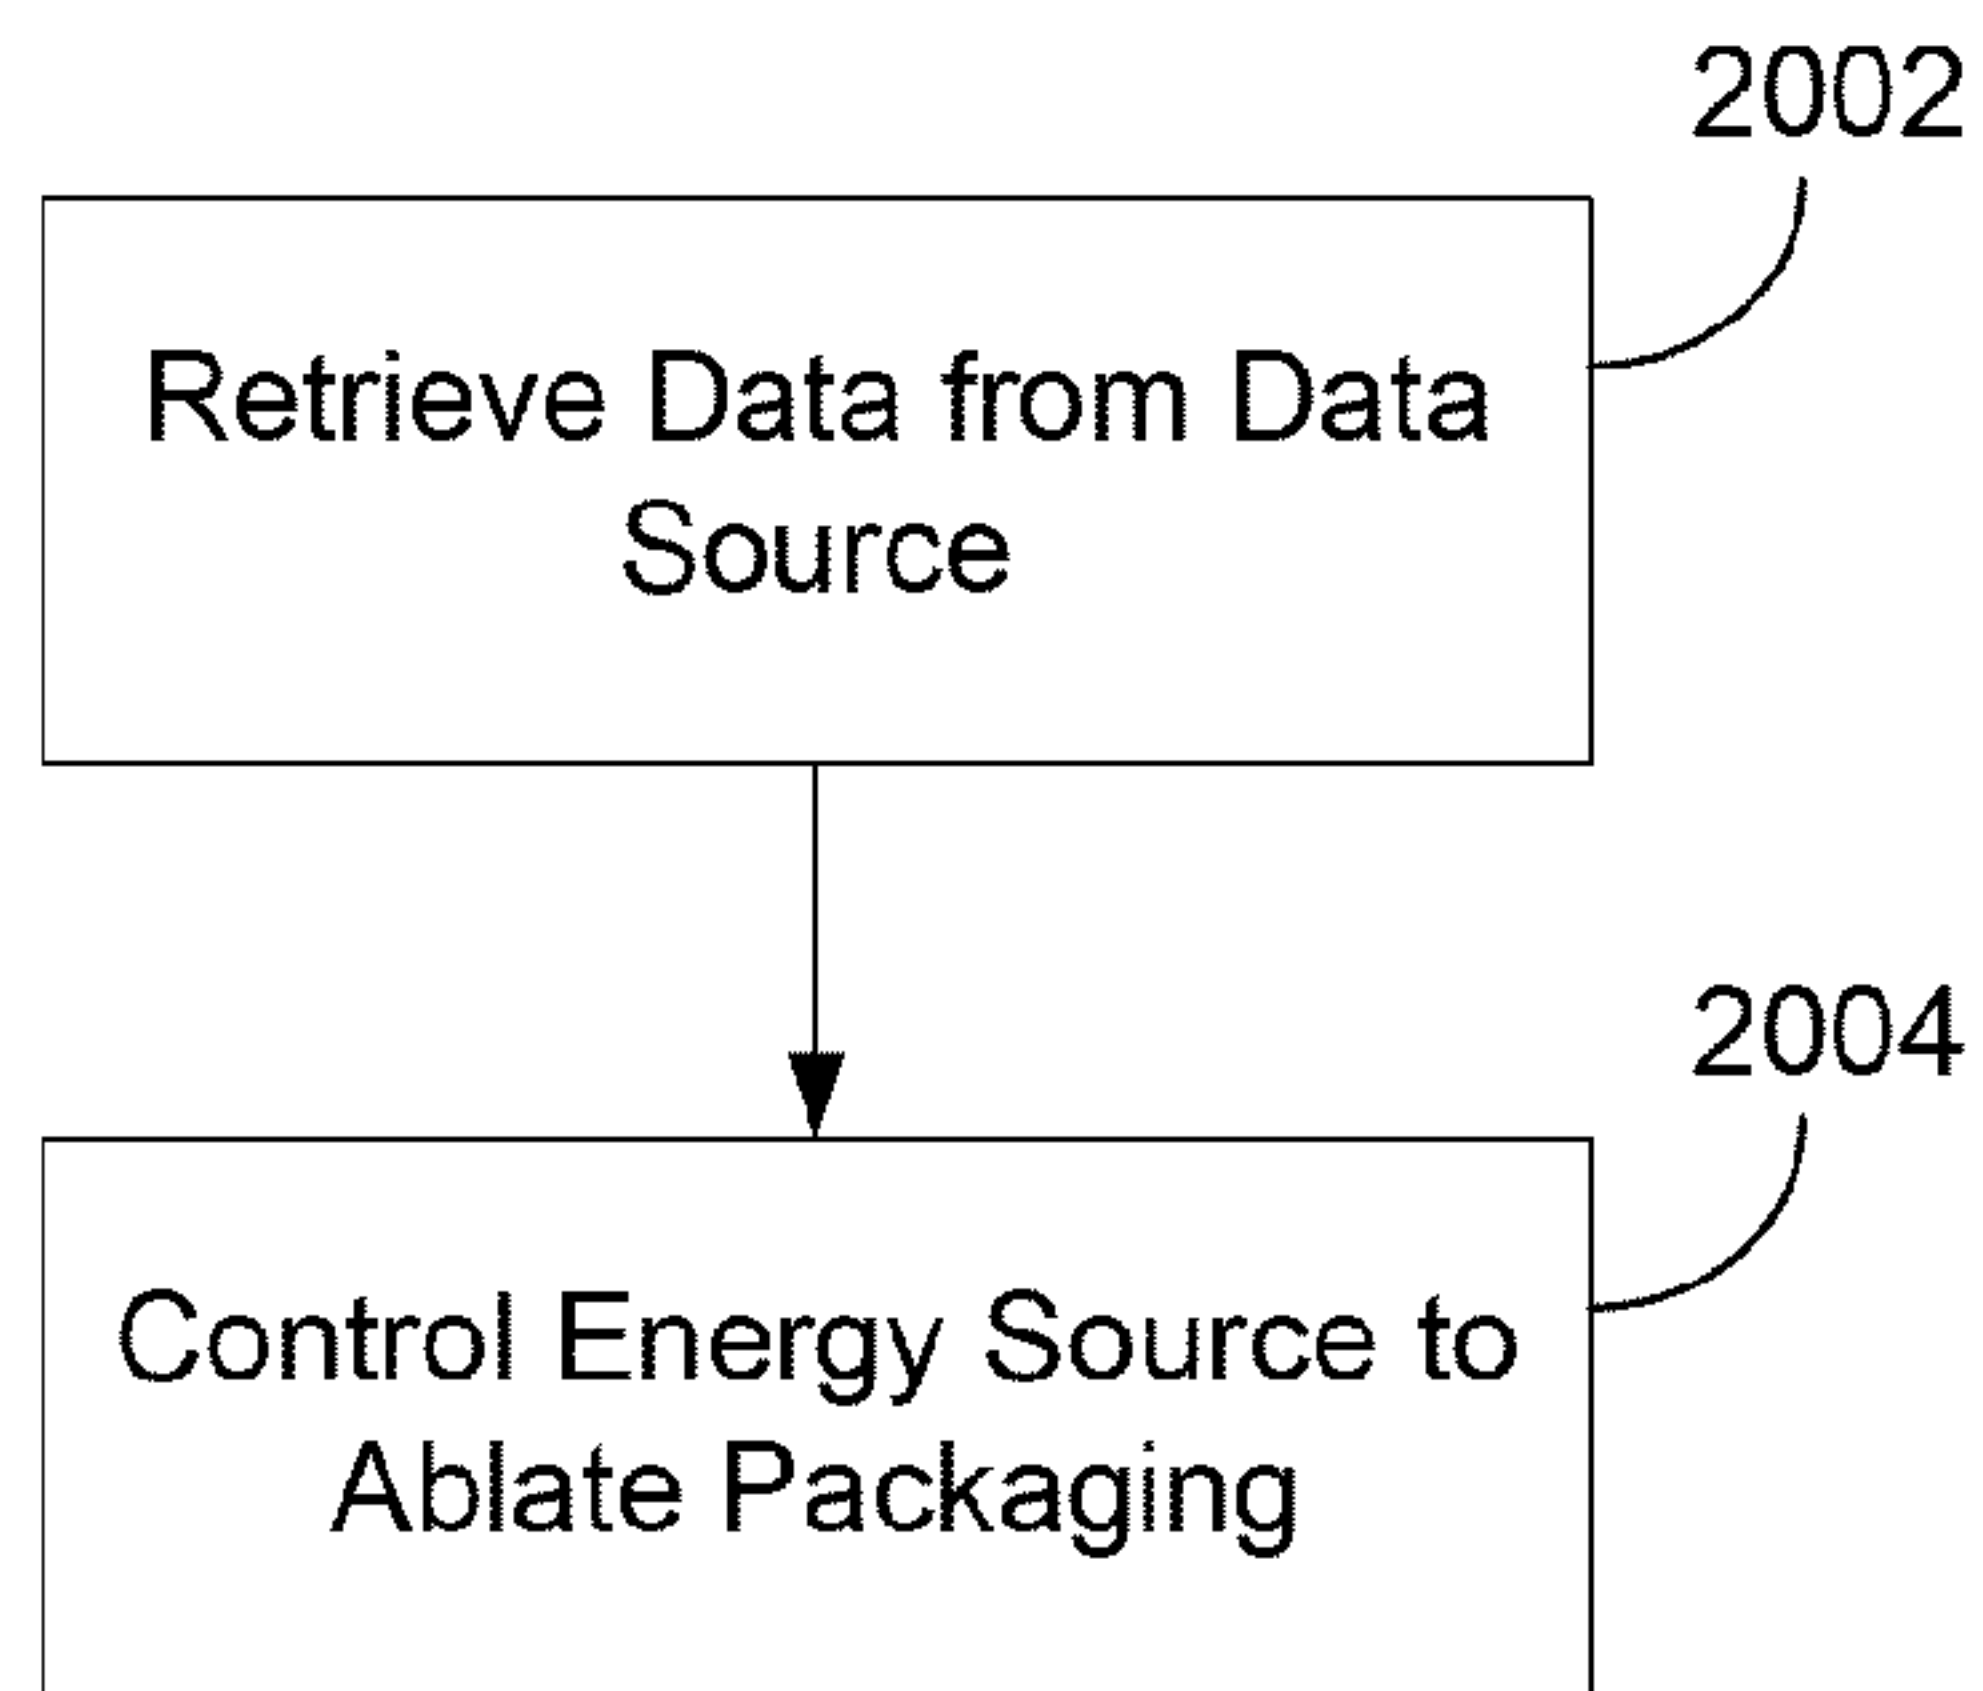 2002
Retrieve Data from Data
Source
2004
Control Energy Source to
Ablate Packaging